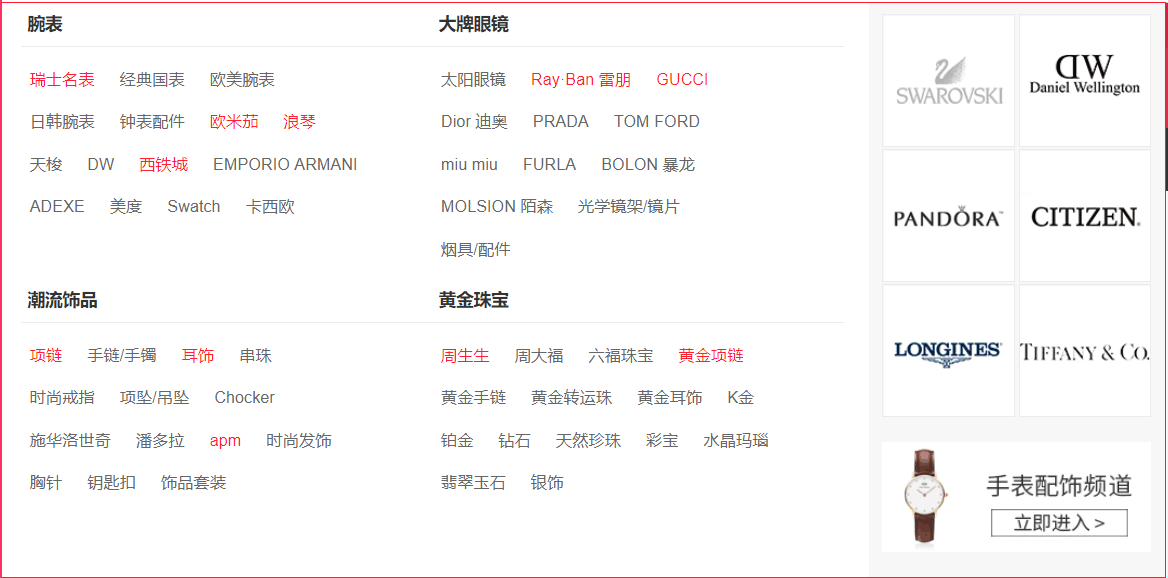 腕表
瑞士名表 经典国表 欧美腕表
日韩腕表 钟表配件 欧米茄 浪琴
天梭 DW 西铁城 EMPORIO ARMANI
ADEXE 美度 Swatch 卡西欧
大牌眼镜
太阳眼镜 Ray·Ban 雷朋 GUCCI
Dior 迪奥 PRADA TOM FORD
miu miu FURLA BOLON 暴龙
MOLSION 陌森 光学镜架/镜片
烟具/配件
潮流饰品
项链 手链/手镯 耳饰 串珠
时尚戒指 项坠/吊坠 Chocker
施华洛世奇 潘多拉 apm 时尚发饰
胸针 钥匙扣 饰品套装
黄金珠宝
周生生 周大福 六福珠宝 黄金项链
黄金手链 黄金转运珠 黄金耳饰 K金
铂金 钻石 天然珍珠 彩宝 水晶玛瑙
翡翠玉石 银饰
SWAROVSKI
DW
Daniel Wellington
PANDORA™
CITIZEN
LONGINES
TIFFANY & CO.
手表配饰频道
立即进入 >